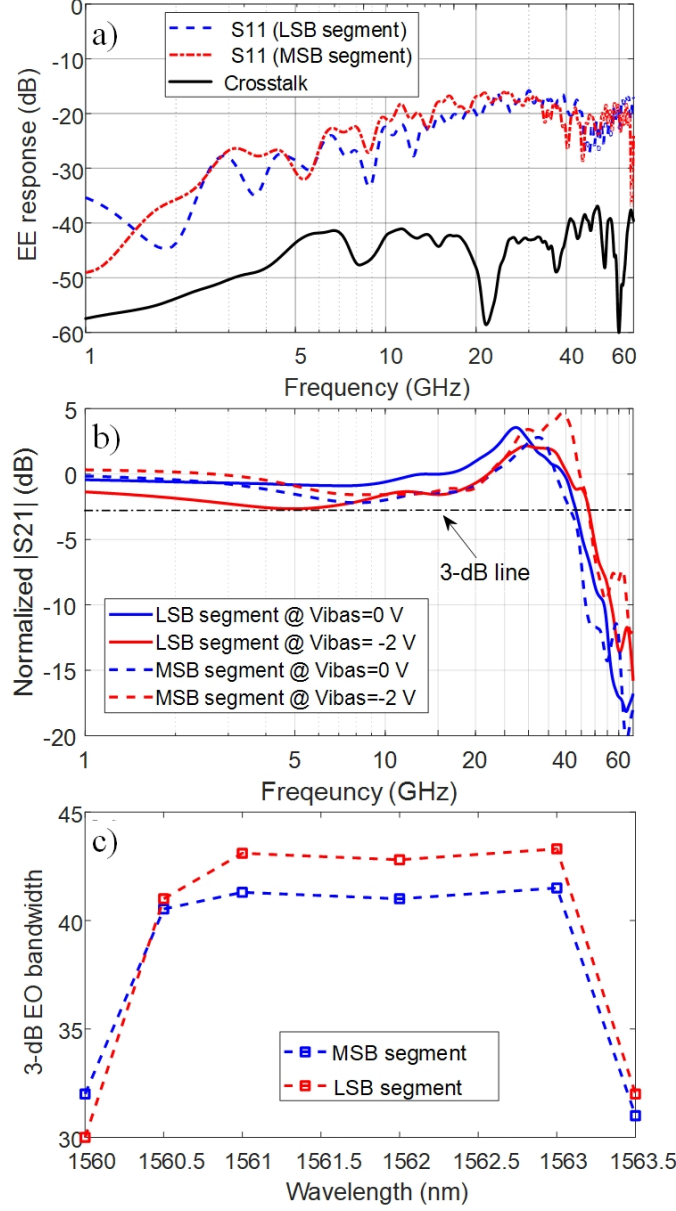 a)
S11 (LSB segment)
S11 (MSB segment)
Crosstalk
EE response (dB)
0
-10
-20
-30
-40
-50
-60
1 2 5 10 20 40 60
Frequency (GHz)
b)
Normalized |S21| (dB)
5
0
-5
-10
-15
-20
3-dB line
LSB segment @ Vibas=0 V
LSB segment @ Vibas= -2 V
MSB segment @ Vibas=0 V
MSB segment @ Vibas=-2 V
1 2 5 10 20 40 60
Freqeuncy (GHz)
c)
3-dB EO bandwidth
45
40
35
30
MSB segment
LSB segment
1560 1560.5 1561 1561.5 1562 1562.5 1563 1563.5
Wavelength (nm)